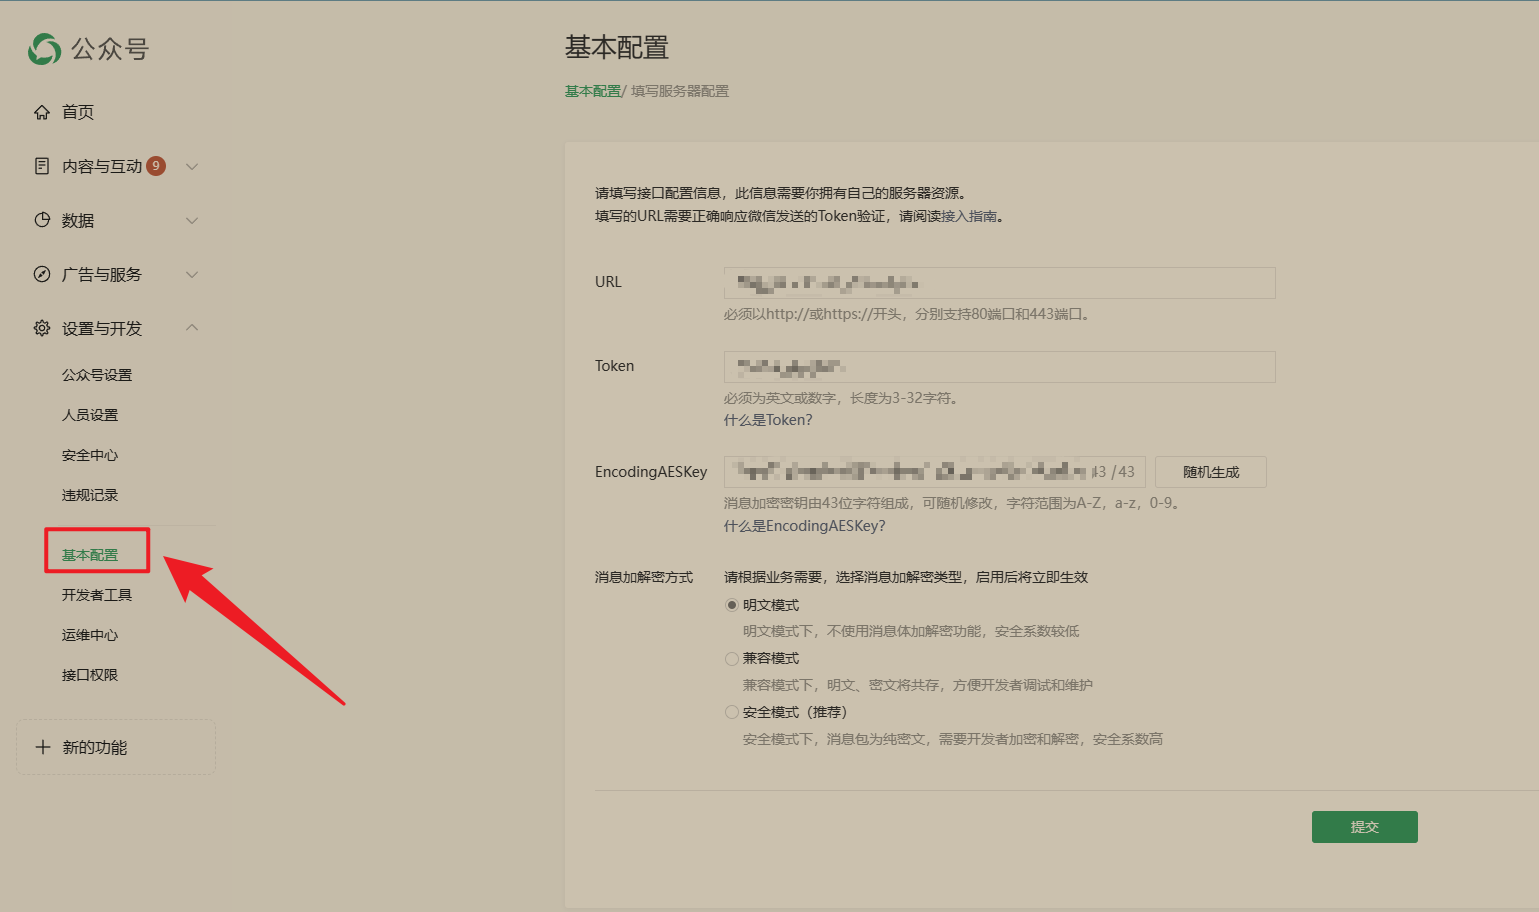 公众号
首页
内容与互动 9
数据
广告与服务
设置与开发
公众号设置
人员设置
安全中心
违规记录
基本配置
开发者工具
运维中心
接口权限
新的功能
基本配置
基本配置/ 填写服务器配置
请填写接口配置信息，此信息需要你拥有自己的服务器资源。
填写的URL需要正确响应微信发送的Token验证，请阅读接入指南。
URL
必须以http://或https://开头，分别支持80端口和443端口。
Token
必须为英文或数字，长度为3-32字符。
什么是Token?
EncodingAESKey 43 / 43 随机生成
消息加密密钥由43位字符组成，可随机修改，字符范围为A-Z，a-z，0-9。
什么是EncodingAESKey?
消息加解密方式 请根据业务需要，选择消息加解密类型，启用后将立即生效
明文模式
明文模式下，不使用消息体加解密功能，安全系数较低
兼容模式
兼容模式下，明文、密文将共存，方便开发者调试和维护
安全模式（推荐）
安全模式下，消息包为纯密文，需要开发者加密和解密，安全系数高
提交